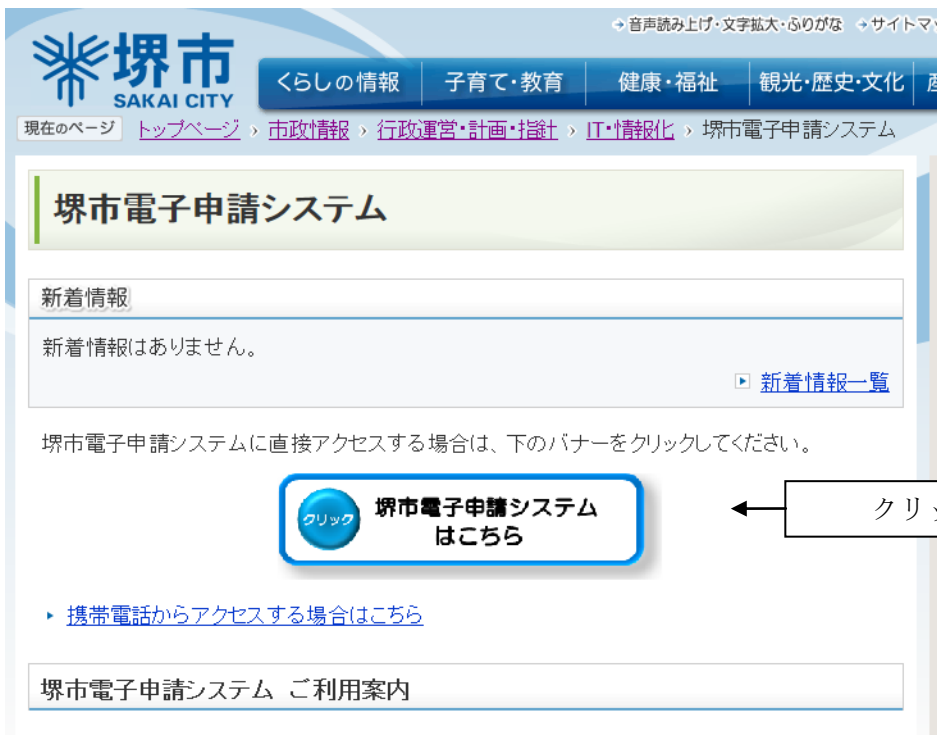 音声読み上げ・文字拡大・ふりがな サイトマッ
堺市
SAKAI CITY
くらしの情報 子育て・教育 健康・福祉 観光・歴史・文化
現在のページ トップページ › 市政情報 › 行政運営・計画・指針 › IT・情報化 › 堺市電子申請システム
堺市電子申請システム
新着情報
新着情報はありません。
新着情報一覧
堺市電子申請システムに直接アクセスする場合は、下のバナーをクリックしてください。
クリック 堺市電子申請システム
はこちら
クリッ
携帯電話からアクセスする場合はこちら
堺市電子申請システム ご利用案内